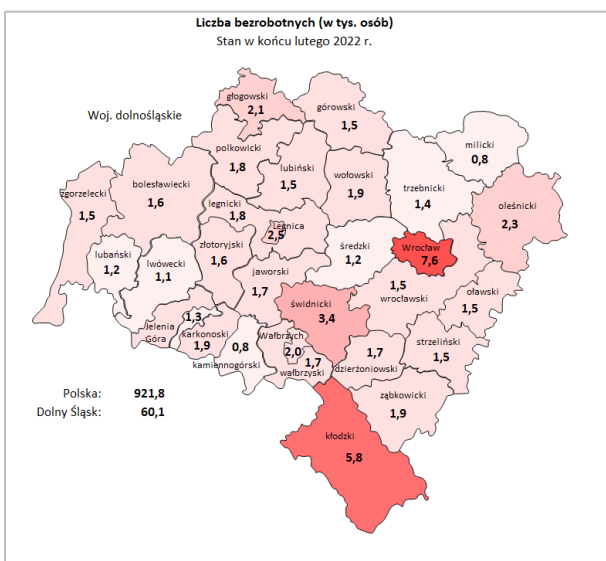 Liczba bezrobotnych (w tys. osób)
Stan w końcu lutego 2022 r.
Woj. dolnośląskie
głogowski
2,1
górowski
1,5
milicki
0,8
polkowicki
1,8
lubiński
1,5
wołowski
1,9
trzebnicki
1,4
oleśnicki
2,3
zgorzelecki
1,5
bolesławiecki
1,6
legnicki
1,8
Legnica
2,5
lubański
1,2
lwówecki
1,1
złotoryjski
1,6
średzki
1,2
Wrocław
7,6
jaworski
1,7
1,5
wrocławski
oławski
1,5
świdnicki
3,4
1,3
Jelenia
Góra
karkonoski
1,9
0,8
kamiennogórski
Wałbrzych
2,0
1,7
wałbrzyski
1,7
dzierżoniowski
strzeliński
1,5
ząbkowicki
1,9
kłodzki
5,8
Polska: 921,8
Dolny Śląsk: 60,1